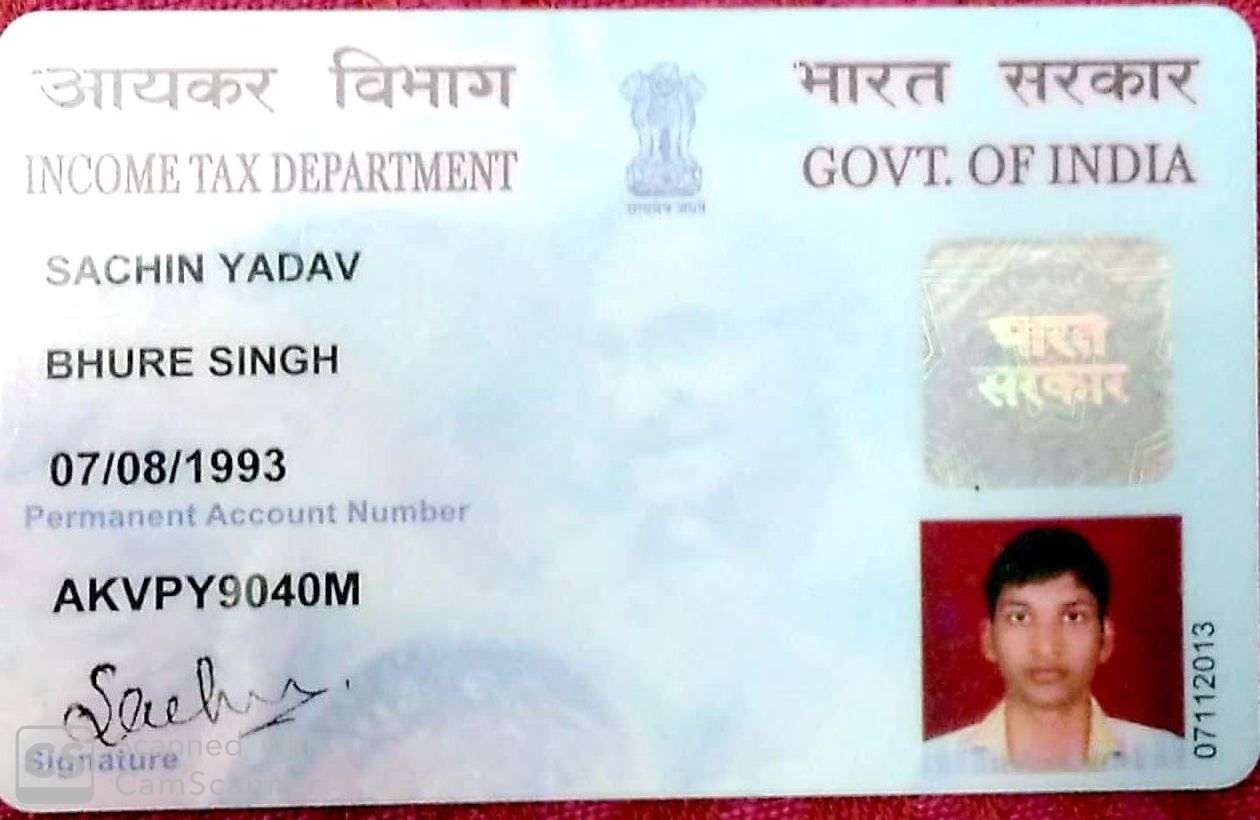 आयकर विभाग
INCOME TAX DEPARTMENT
भारत सरकार
GOVT. OF INDIA
सत्यमेव जयते
SACHIN YADAV
BHURE SINGH
07/08/1993
Permanent Account Number
AKVPY9040M
भारत
सरकार
Sachin
Signature
07112013
CS
Scanned
CamScanner